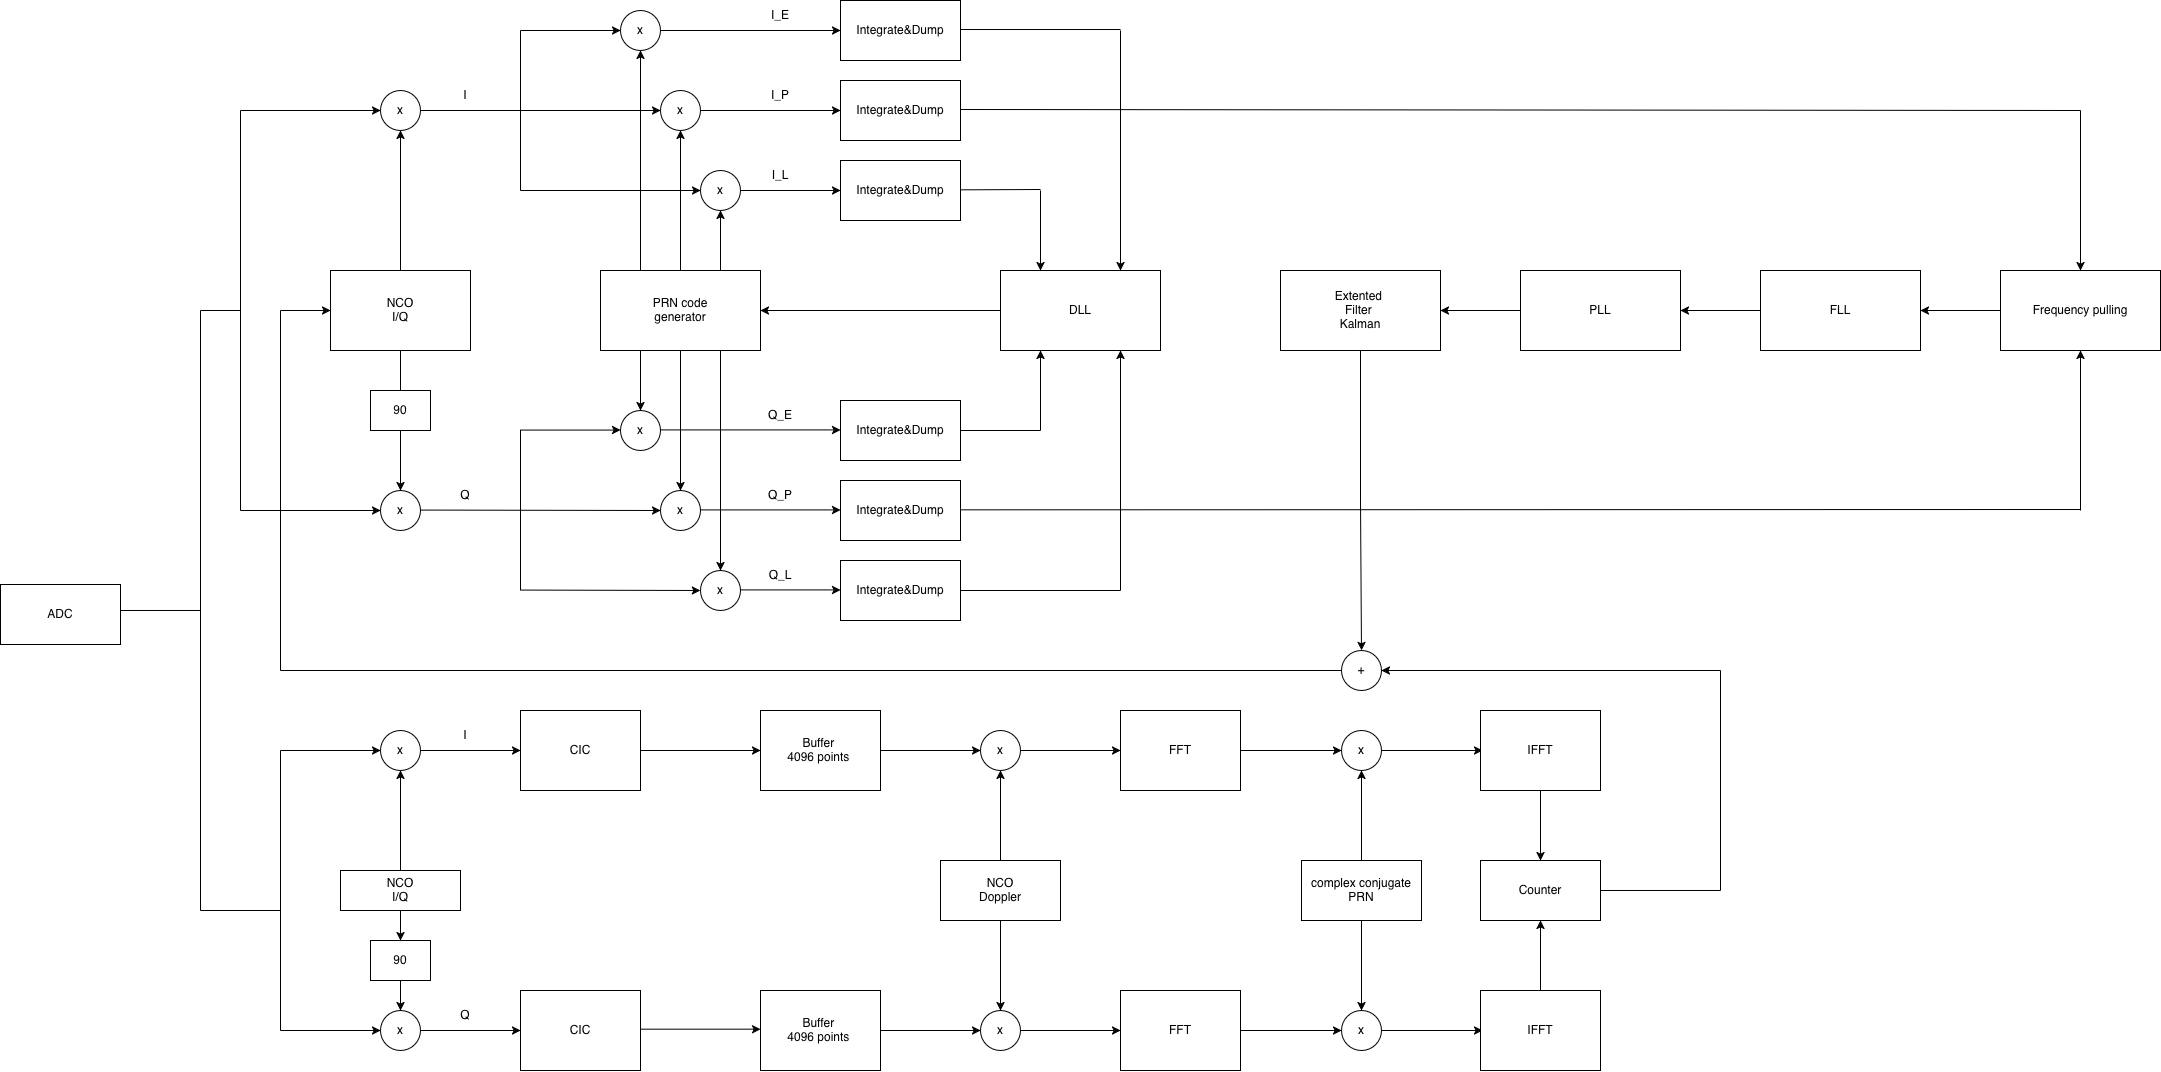 x
I_E
Integrate&Dump
x
I
x
I_P
Integrate&Dump
x
I_L
Integrate&Dump
NCO
I/Q
PRN code
generator
DLL
Extented
Filter
Kalman
PLL
FLL
Frequency pulling
90
x
Q_E
Integrate&Dump
x
Q
x
Q_P
Integrate&Dump
x
Q_L
Integrate&Dump
ADC
+
x
I
CIC
Buffer
4096 points
x
FFT
x
IFFT
NCO
I/Q
NCO
Doppler
complex conjugate
PRN
Counter
90
x
Q
CIC
Buffer
4096 points
x
FFT
x
IFFT